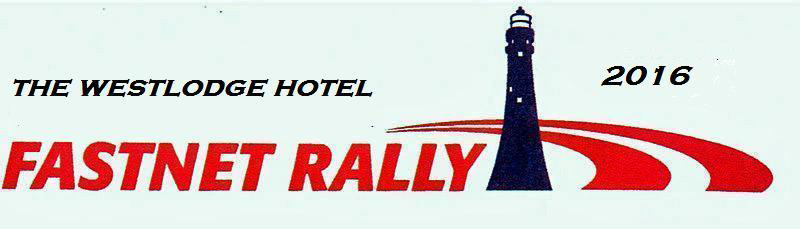 THE WESTLODGE HOTEL
2016
FASTNET RALLY